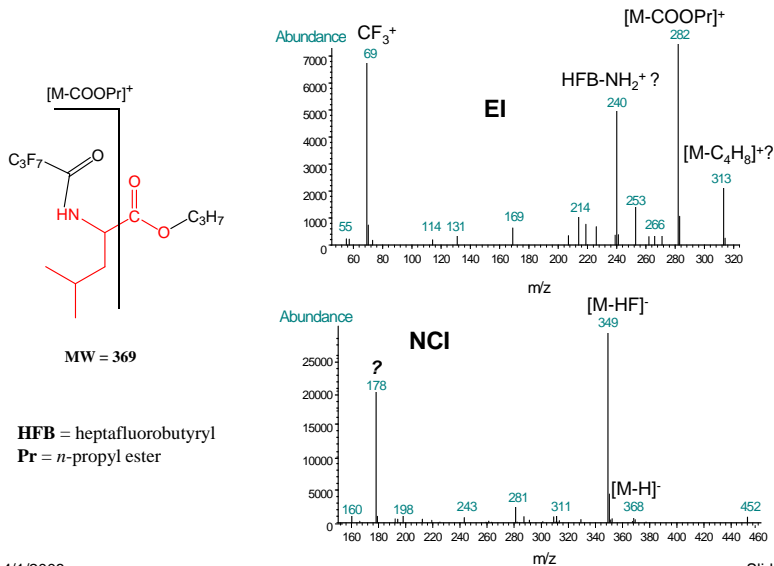 [M-COOPr]+
C3F7
O
HN
O
O
C3H7
MW = 369
HFB = heptafluorobutyryl
Pr = n-propyl ester
Abundance
CF3+
[M-COOPr]+
69
282
HFB-NH2+ ?
240
EI
[M-C4H8]+?
313
55
114
131
169
214
253
266
7000
6000
5000
4000
3000
2000
1000
0
60 80 100 120 140 160 180 200 220 240 260 280 300 320
m/z
Abundance
NCI
[M-HF]-
349
?
178
[M-H]-
160
198
243
281
311
368
452
25000
20000
15000
10000
5000
0
160 180 200 220 240 260 280 300 320 340 360 380 400 420 440 460
m/z